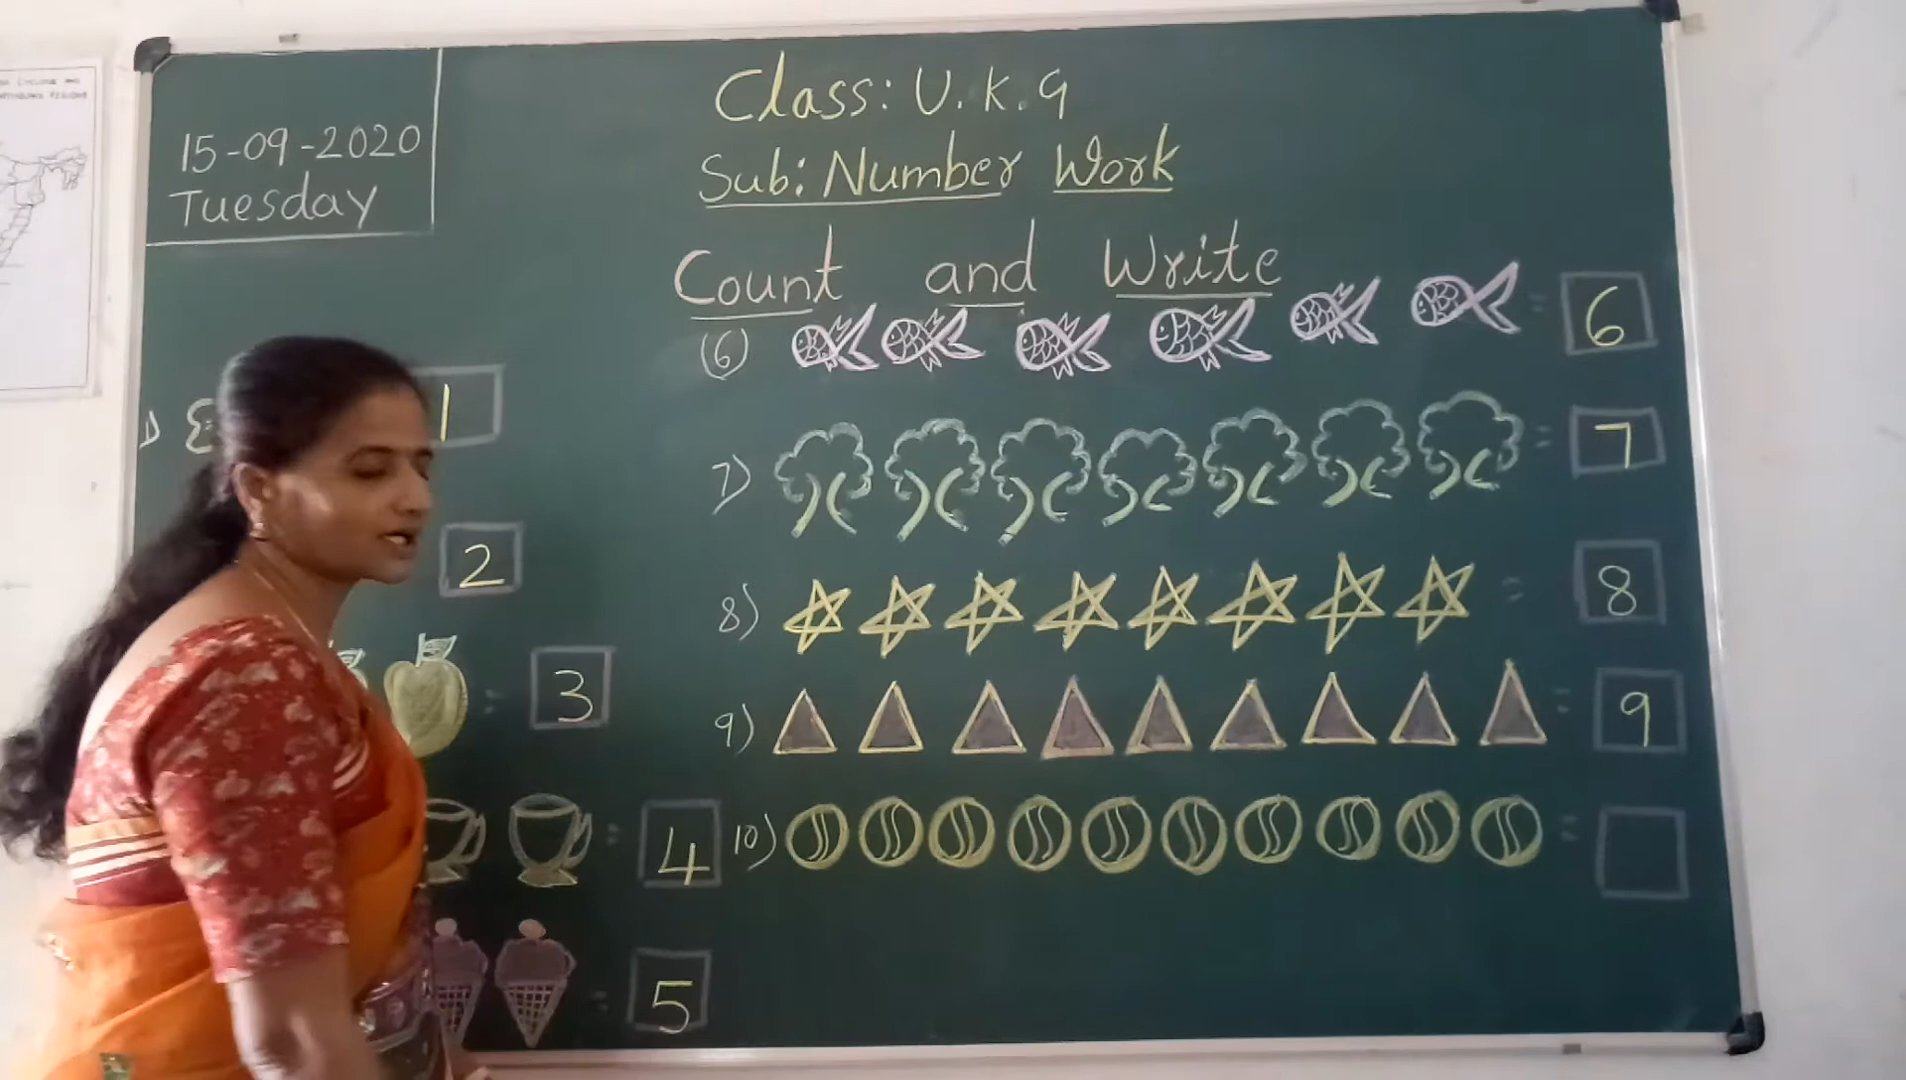 15-09-2020
Tuesday
Class: U.K.G
Sub: Number Work
Count and Write
1) 1
2
= 3
= 4
= 5
(6) = 6
7) = 7
8) = 8
9) = 9
10) =